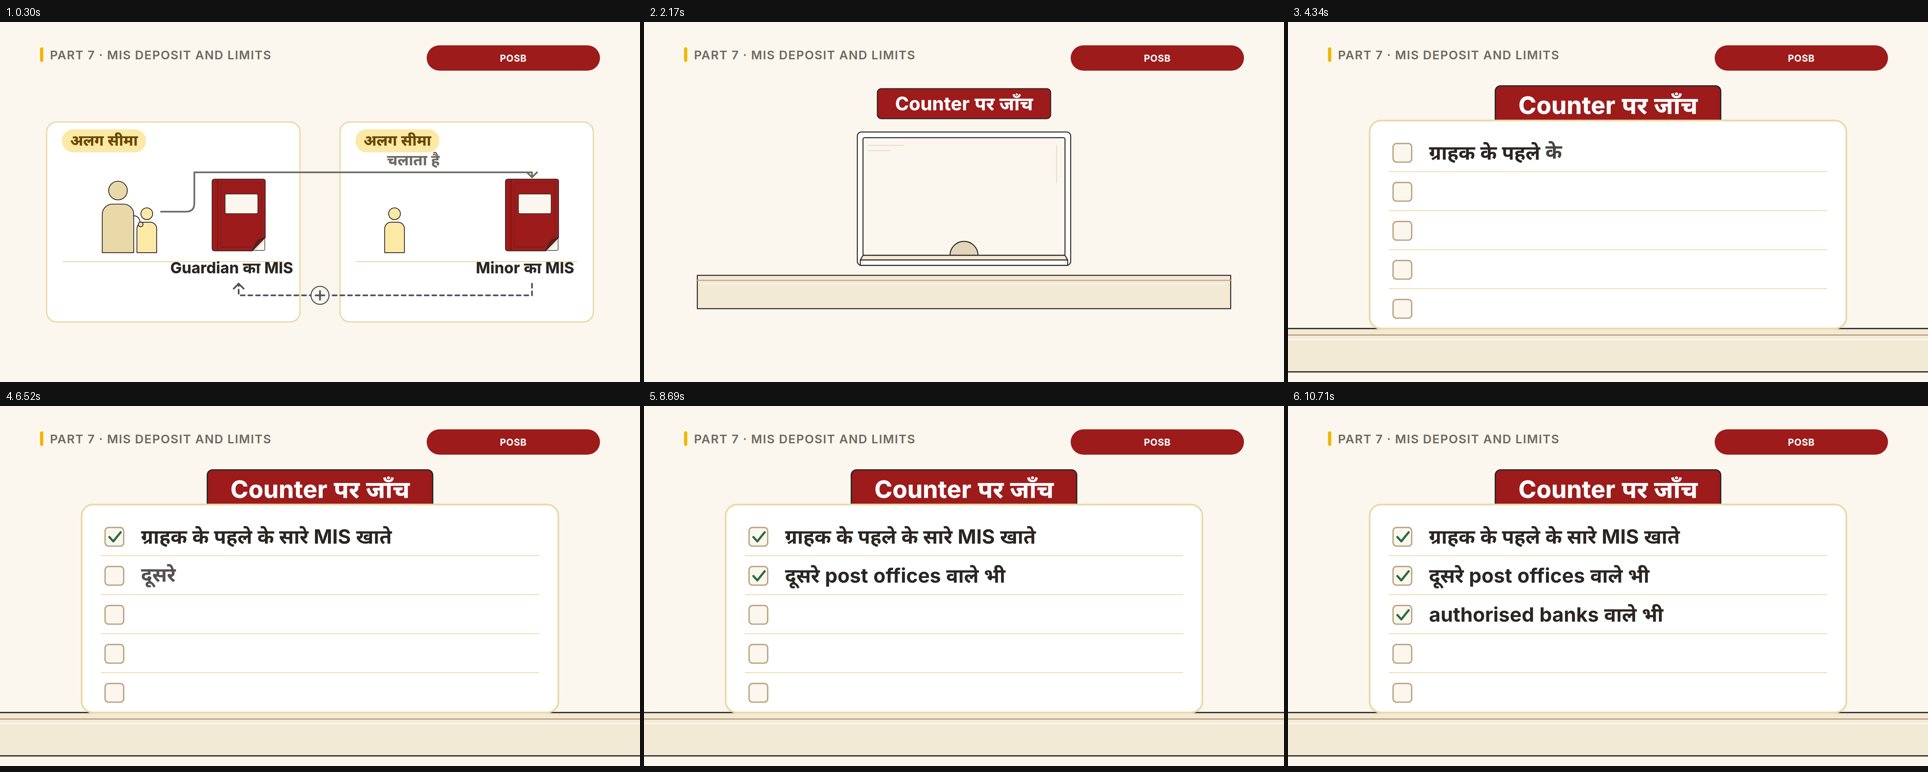 1. 0.30s
PART 7 · MIS DEPOSIT AND LIMITS
POSB
अलग सीमा
अलग सीमा
चलाता है
Guardian का MIS
Minor का MIS
2. 2.17s
PART 7 · MIS DEPOSIT AND LIMITS
POSB
Counter पर जाँच
3. 4.34s
PART 7 · MIS DEPOSIT AND LIMITS
POSB
Counter पर जाँच
ग्राहक के पहले के
4. 6.52s
PART 7 · MIS DEPOSIT AND LIMITS
POSB
Counter पर जाँच
ग्राहक के पहले के सारे MIS खाते
दूसरे
5. 8.69s
PART 7 · MIS DEPOSIT AND LIMITS
POSB
Counter पर जाँच
ग्राहक के पहले के सारे MIS खाते
दूसरे post offices वाले भी
6. 10.71s
PART 7 · MIS DEPOSIT AND LIMITS
POSB
Counter पर जाँच
ग्राहक के पहले के सारे MIS खाते
दूसरे post offices वाले भी
authorised banks वाले भी